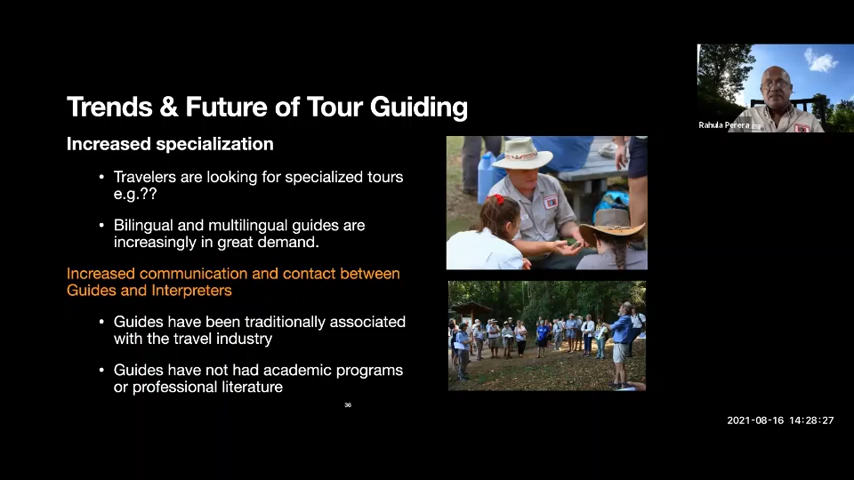 Trends & Future of Tour Guiding
Rahula Perera
Increased specialization
• Travelers are looking for specialized tours
e.g.??
• Bilingual and multilingual guides are
increasingly in great demand.
Increased communication and contact between
Guides and Interpreters
• Guides have been traditionally associated
with the travel industry
• Guides have not had academic programs
or professional literature
36
2021-08-16 14:28:27